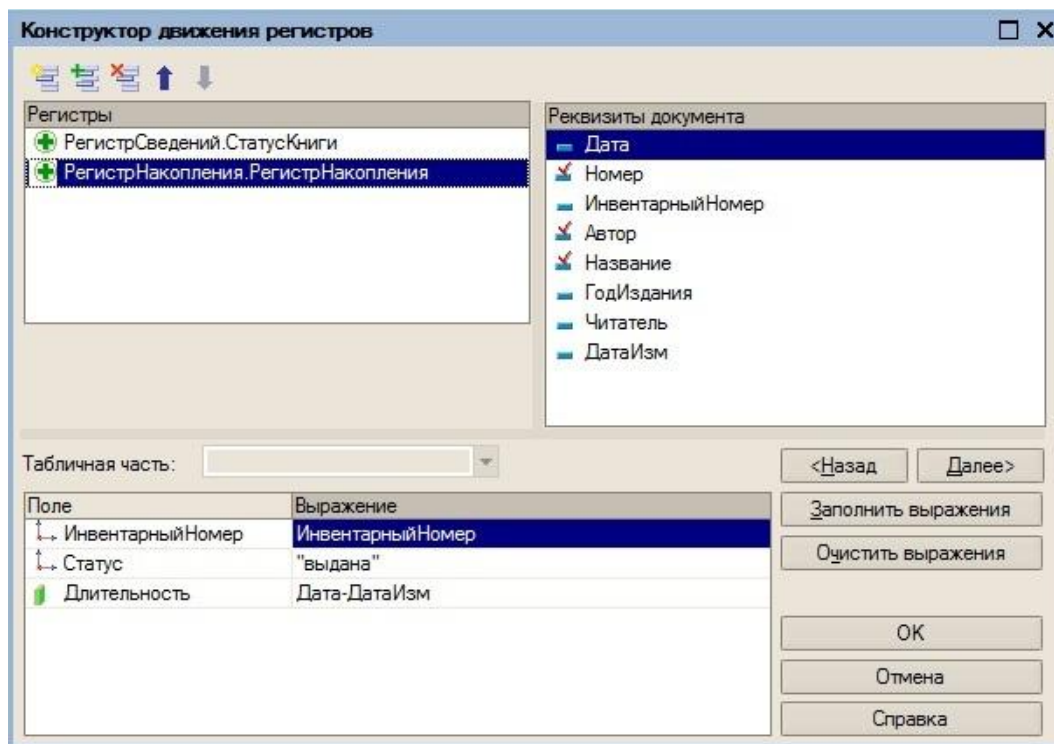 Конструктор движения регистров
Регистры
РегистрСведений.СтатусКниги
РегистрНакопления.РегистрНакопления
Реквизиты документа
Дата
Номер
ИнвентарныйНомер
Автор
Название
ГодИздания
Читатель
ДатаИзм
Табличная часть:
<Назад Далее>
Поле Выражение
ИнвентарныйНомер ИнвентарныйНомер
Статус "выдана"
Длительность Дата-ДатаИзм
Заполнить выражения
Очистить выражения
ОК
Отмена
Справка